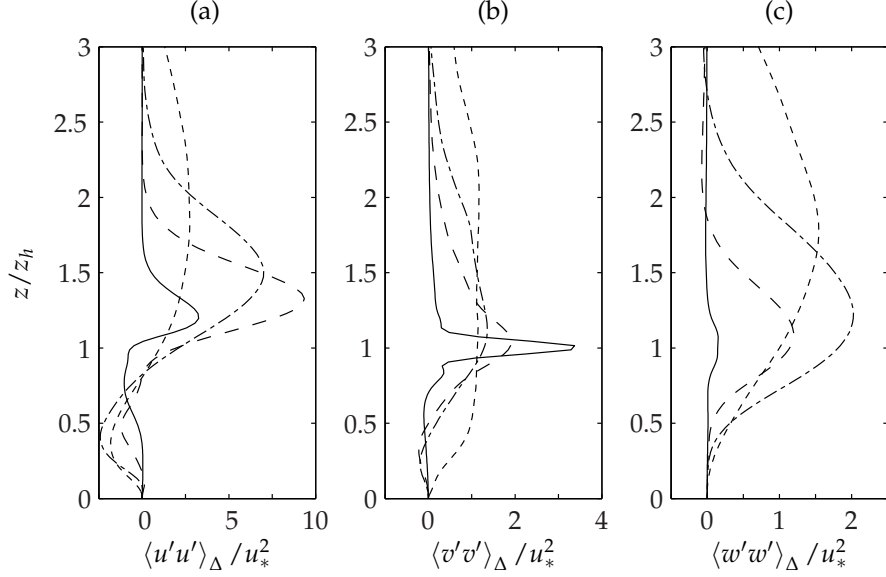 (a) (b) (c)
3 3 3
2.5 2.5 2.5
2 2 2
1.5 1.5 1.5
1 1 1
0.5 0.5 0.5
0 0 0
z/z_h
0 5 10 0 2 4 0 1 2
⟨u′u′⟩_Δ /u_*^2 ⟨v′v′⟩_Δ /u_*^2 ⟨w′w′⟩_Δ /u_*^2